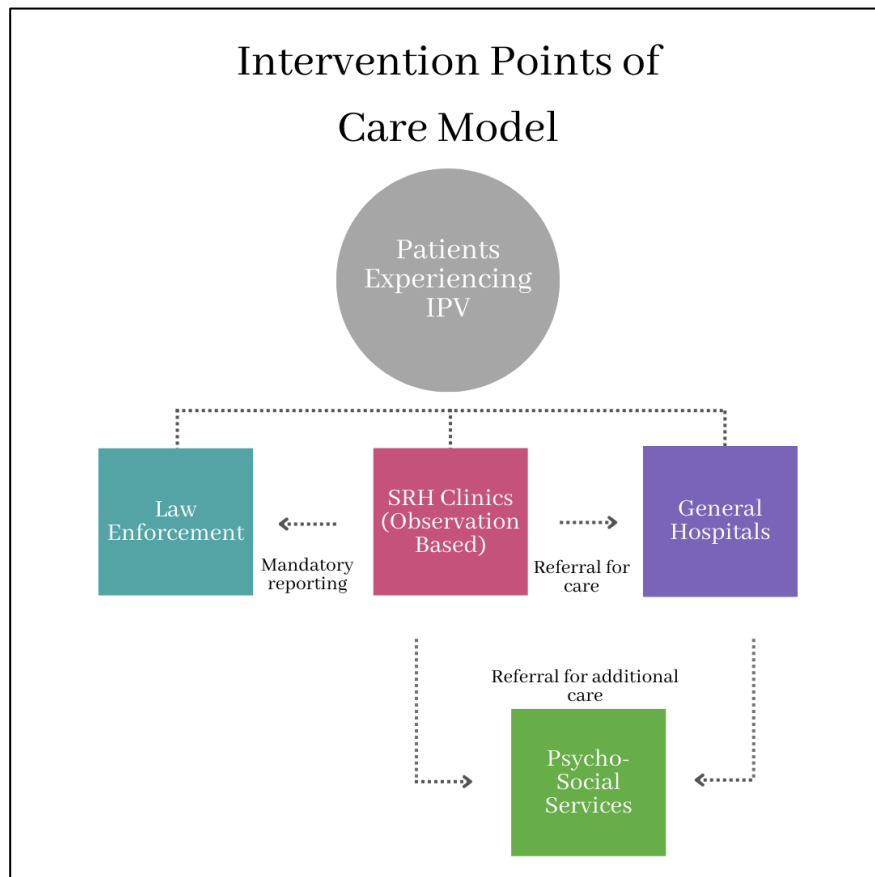 Intervention Points of
Care Model
Patients
Experiencing
IPV
Law
Enforcement
Mandatory
reporting
SRH Clinics
(Observation
Based)
Referral for
care
General
Hospitals
Referral for additional
care
Psycho-
Social
Services